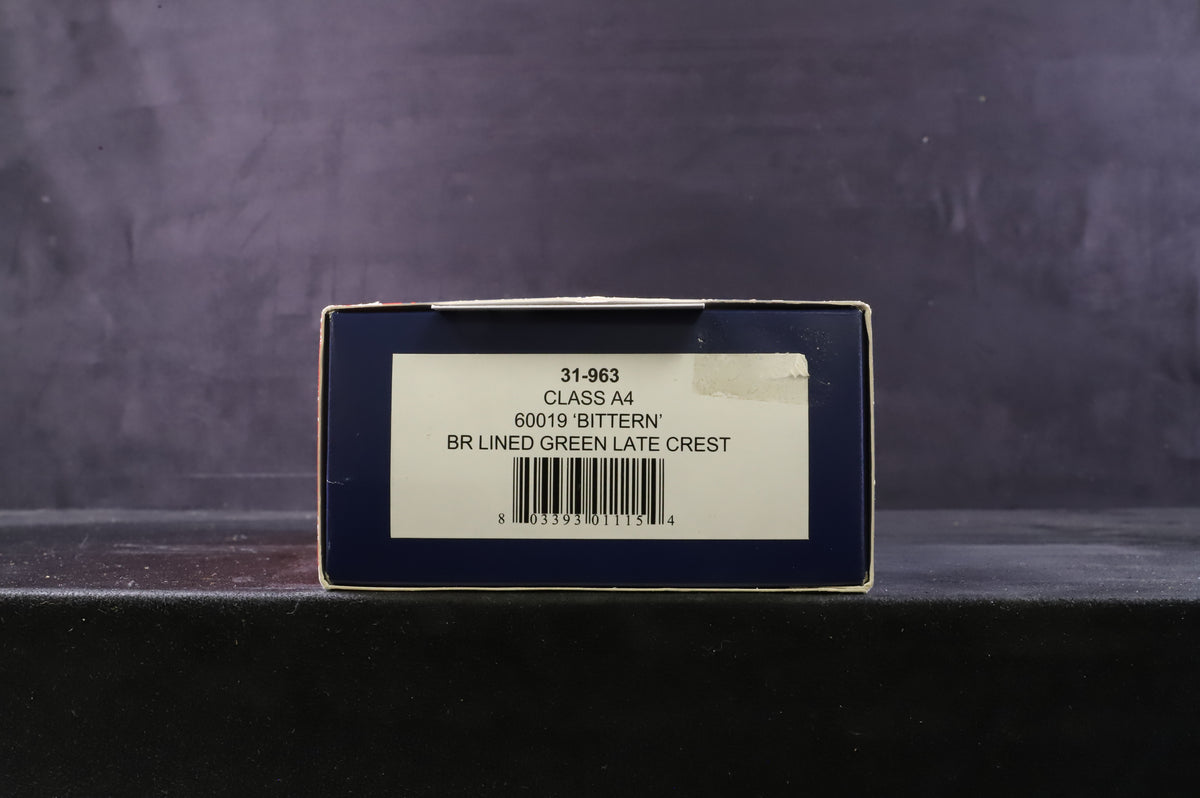 31-963
CLASS A4
60019 ‘BITTERN’
BR LINED GREEN LATE CREST
8 03393 01115 4